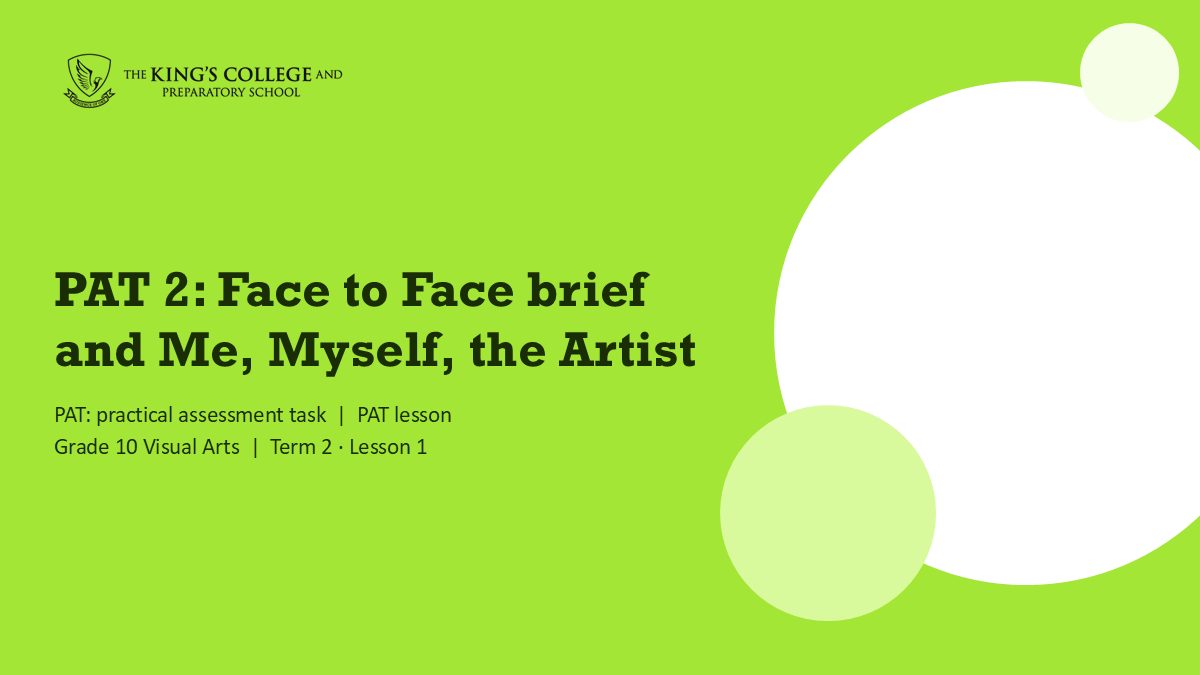 THE KING'S COLLEGE AND
PREPARATORY SCHOOL
PAT 2: Face to Face brief
and Me, Myself, the Artist
PAT: practical assessment task | PAT lesson
Grade 10 Visual Arts | Term 2 · Lesson 1